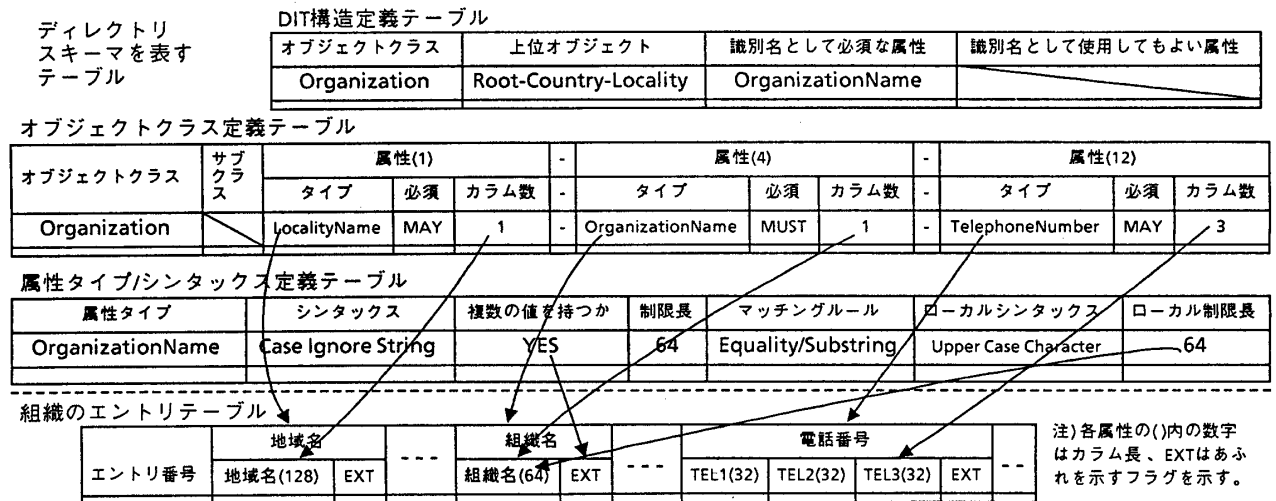 ディレクトリ
スキーマを表す
テーブル
DIT構造定義テーブル
オブジェクトクラス 上位オブジェクト 識別名として必須な属性 識別名として使用してもよい属性
Organization Root-Country-Locality OrganizationName
オブジェクトクラス定義テーブル
オブジェクトクラス サブクラス 属性(1) - 属性(4) - 属性(12)
タイプ 必須 カラム数 - タイプ 必須 カラム数 - タイプ 必須 カラム数
Organization LocalityName MAY 1 - OrganizationName MUST 1 - TelephoneNumber MAY 3
属性タイプ/シンタックス定義テーブル
属性タイプ シンタックス 複数の値を持つか 制限長 マッチングルール ローカルシンタックス ローカル制限長
OrganizationName Case Ignore String YES 64 Equality/Substring Upper Case Character 64
組織のエントリテーブル
エントリ番号 地域名 - - - 組織名 - - - 電話番号 - -
地域名(128) EXT 組織名(64) EXT TEL1(32) TEL2(32) TEL3(32) EXT
注)各属性の()内の数字
はカラム長、EXTはあふ
れを示すフラグを示す。